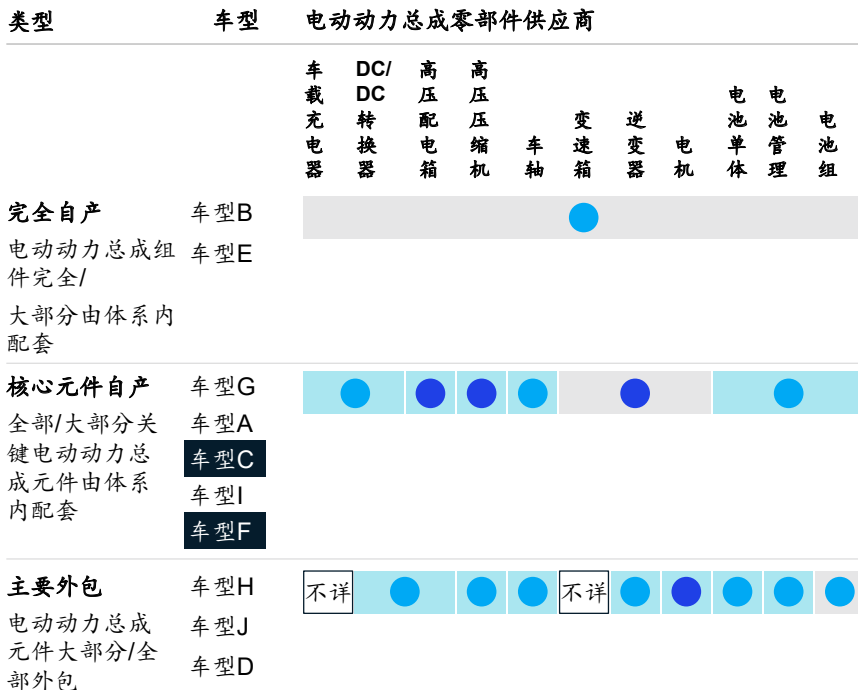 类型 车型 电动动力总成零部件供应商
车载充电器 DC/DC转换器 高压配电箱 高压压缩机 车轴 变速箱 逆变器 电机 电池单体 电池管理 电池组
完全自产 车型B
电动动力总成组 车型E
件完全/
大部分由体系内
配套
核心元件自产 车型G
全部/大部分关 车型A
键电动动力总 车型C
成元件由体系 车型I
内配套
车型F
主要外包 车型H 不详 不详
电动动力总成 车型J
元件大部分/全 车型D
部外包